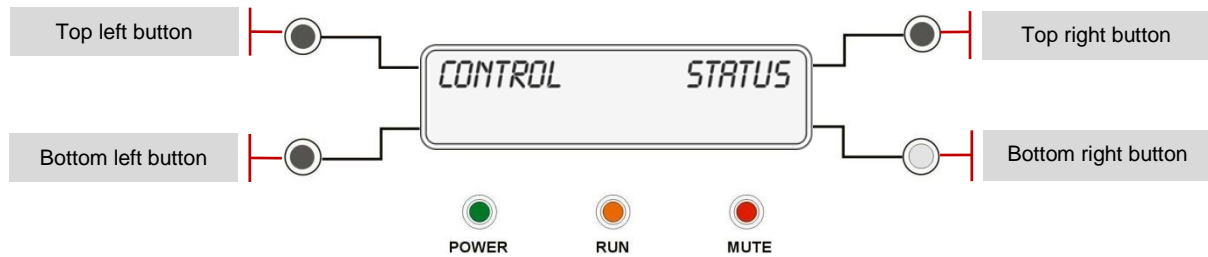 Top left button
Top right button
CONTROL STATUS
Bottom left button
Bottom right button
POWER RUN MUTE